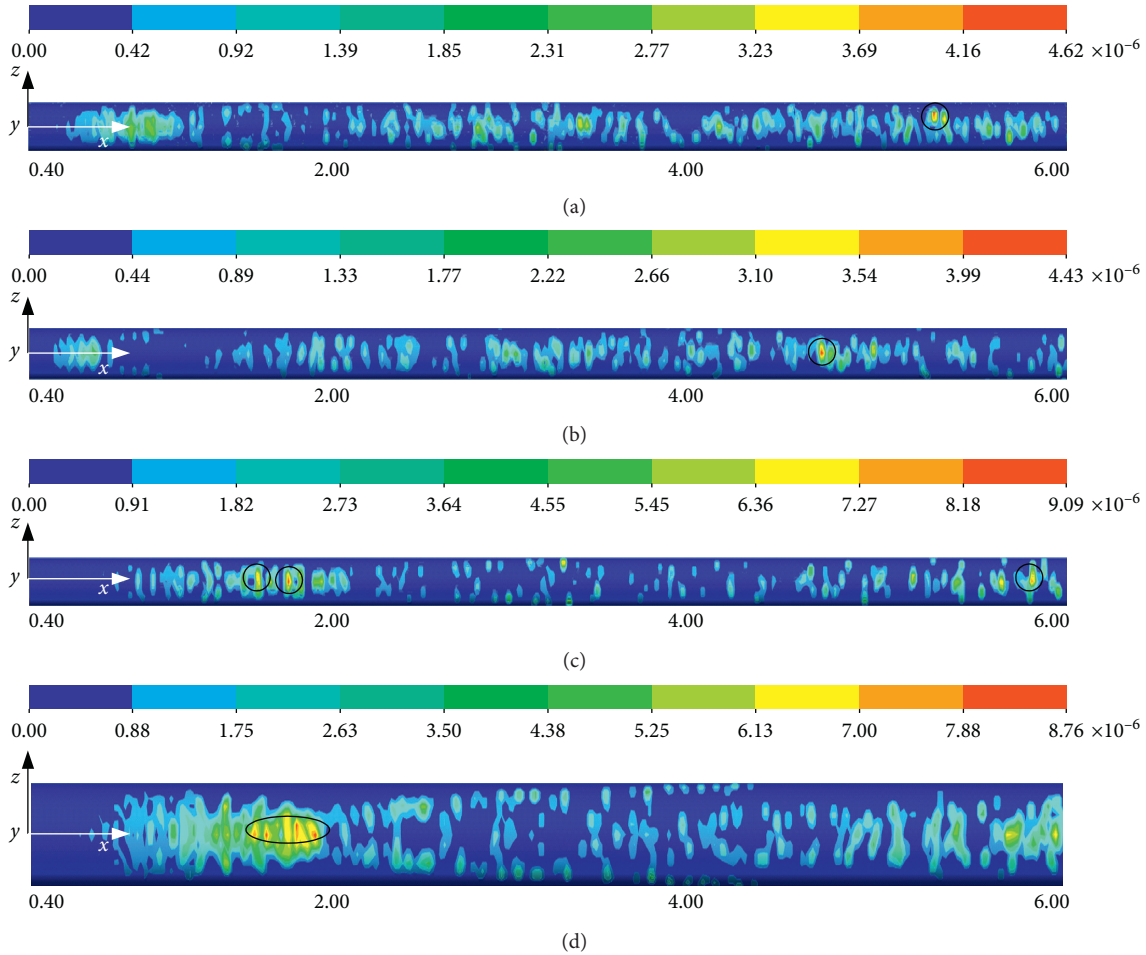 0.00 0.42 0.92 1.39 1.85 2.31 2.77 3.23 3.69 4.16 4.62 ×10⁻⁶
z
y
x
0.40 2.00 4.00 6.00
(a)
0.00 0.44 0.89 1.33 1.77 2.22 2.66 3.10 3.54 3.99 4.43 ×10⁻⁶
z
y
x
0.40 2.00 4.00 6.00
(b)
0.00 0.91 1.82 2.73 3.64 4.55 5.45 6.36 7.27 8.18 9.09 ×10⁻⁶
z
y
x
0.40 2.00 4.00 6.00
(c)
0.00 0.88 1.75 2.63 3.50 4.38 5.25 6.13 7.00 7.88 8.76 ×10⁻⁶
z
y
x
0.40 2.00 4.00 6.00
(d)